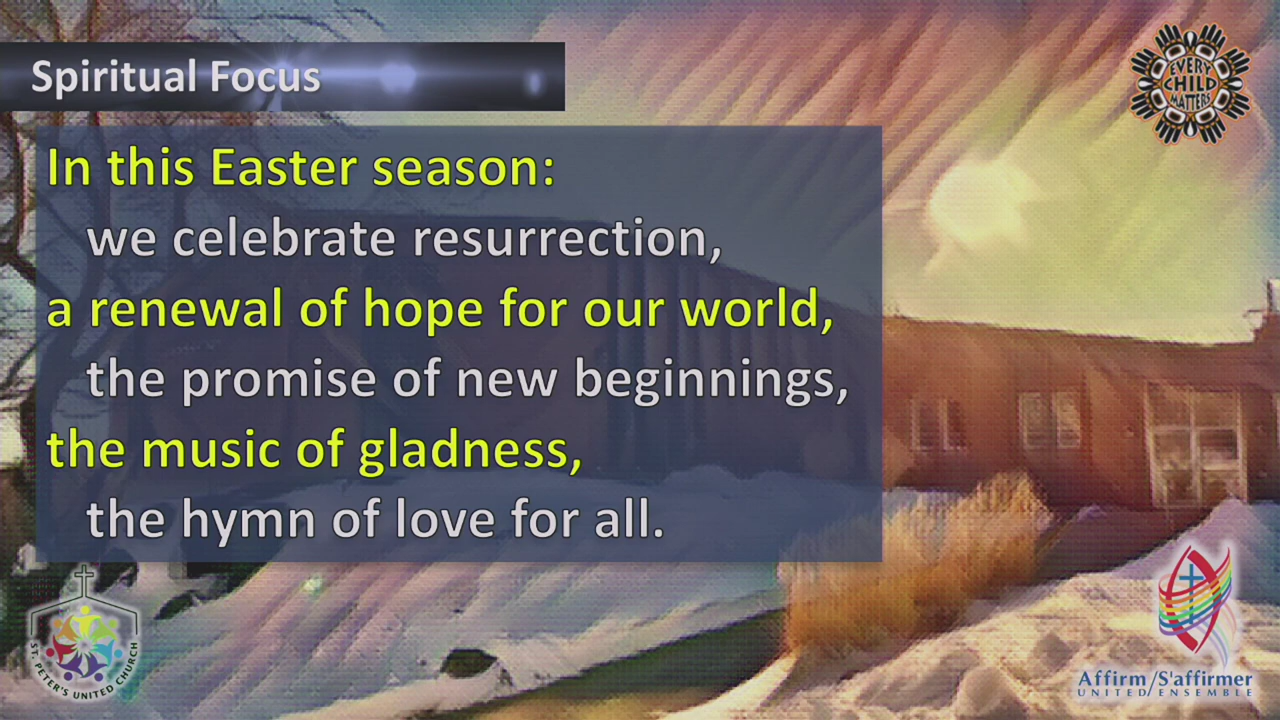 Spiritual Focus
EVERY
CHILD
MATTERS
In this Easter season:
we celebrate resurrection,
a renewal of hope for our world,
the promise of new beginnings,
the music of gladness,
the hymn of love for all.
ST. PETER'S UNITED CHURCH
Affirm/S'affirmer
UNITED/ENSEMBLE